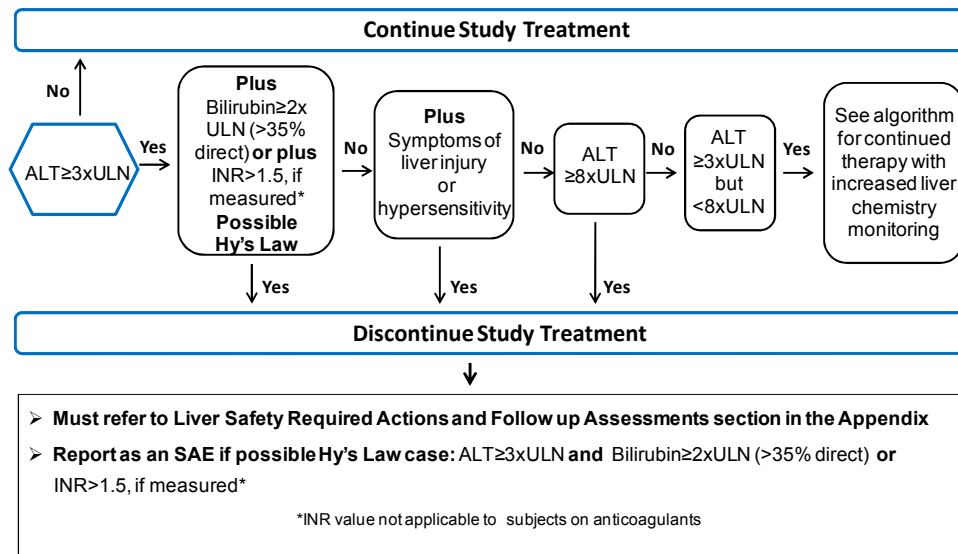 Continue Study Treatment
No
ALT≥3xULN
Yes
Plus
Bilirubin≥2x
ULN (>35%
direct) or plus
INR>1.5, if
measured*
Possible
Hy's Law
No
Yes
Plus
Symptoms of
liver injury
or
hypersensitivity
No
Yes
ALT
≥8xULN
No
Yes
ALT
≥3xULN
but
<8xULN
Yes
See algorithm
for continued
therapy with
increased liver
chemistry
monitoring
Discontinue Study Treatment
➢ Must refer to Liver Safety Required Actions and Follow up Assessments section in the Appendix
➢ Report as an SAE if possible Hy's Law case: ALT≥3xULN and Bilirubin≥2xULN (>35% direct) or
INR>1.5, if measured*
*INR value not applicable to subjects on anticoagulants